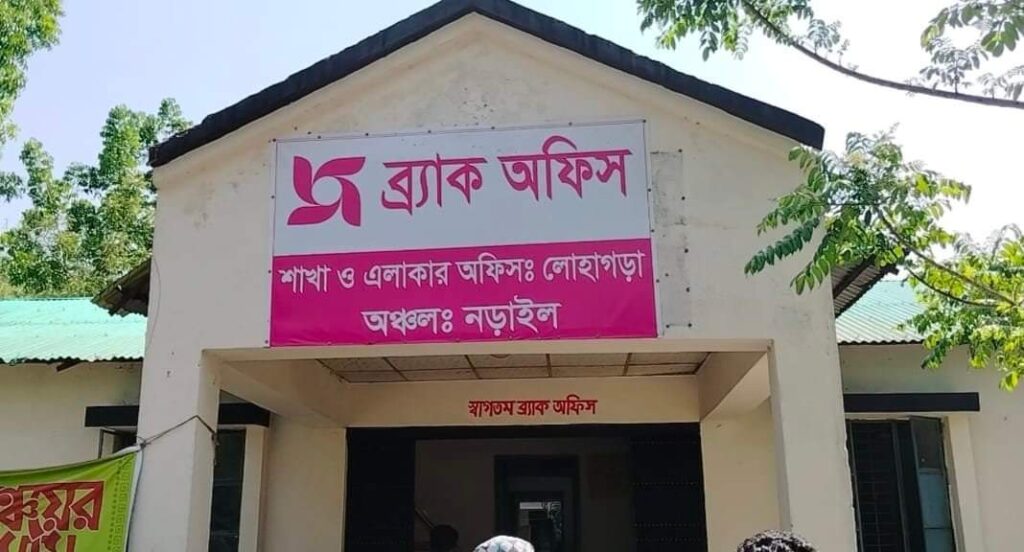 ব্র্যাক অফিস
শাখা ও এলাকার অফিসঃ লোহাগড়া
অঞ্চলঃ নড়াইল
স্বাগতম ব্র্যাক অফিস